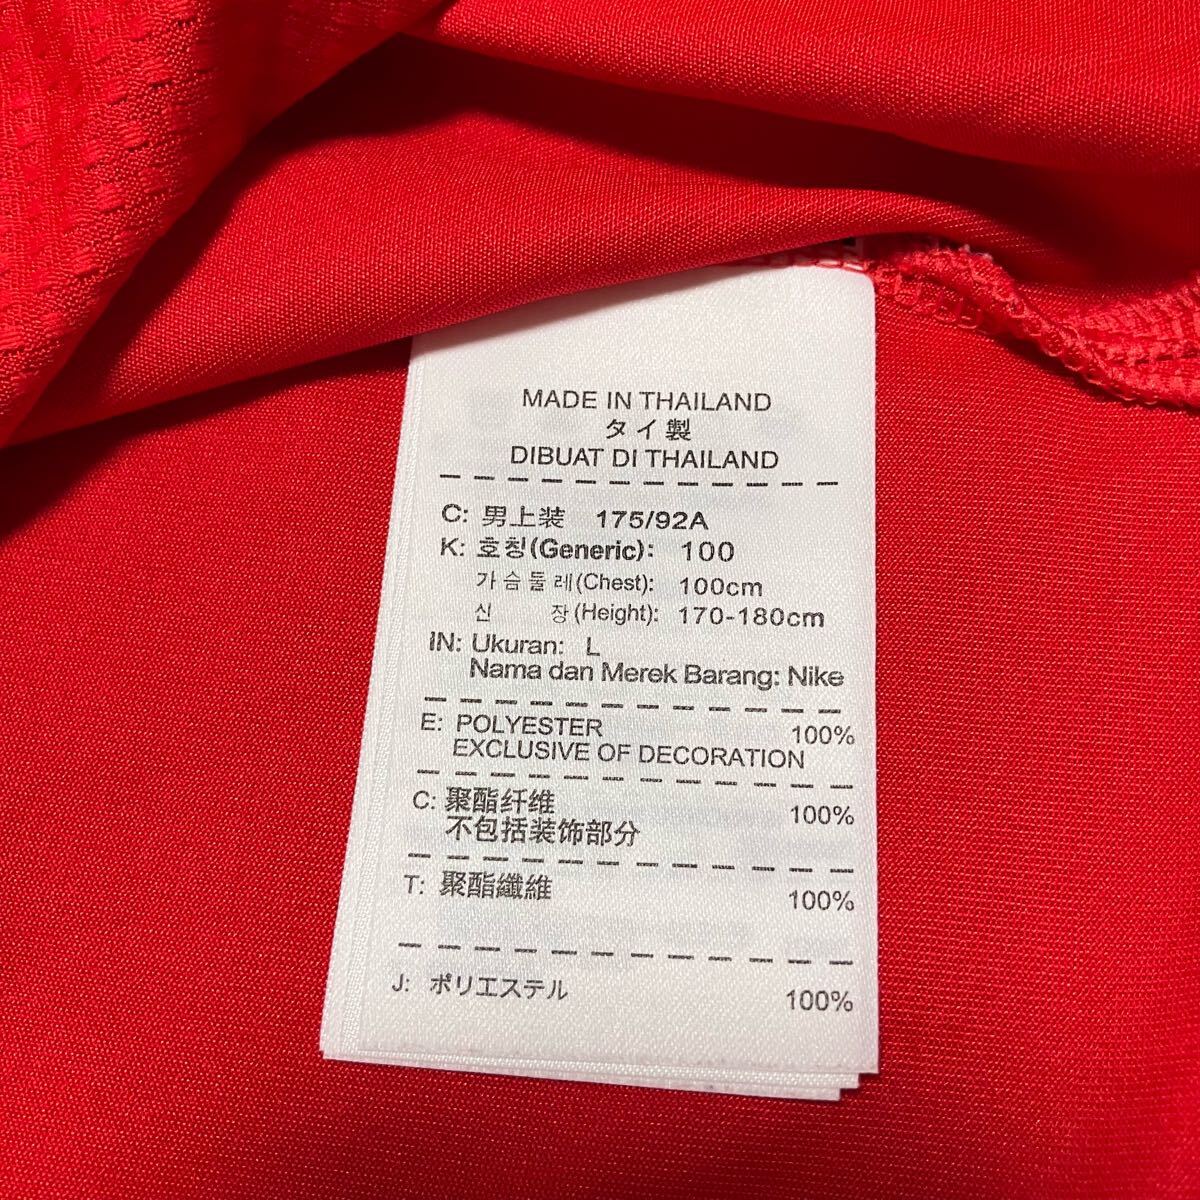 MADE IN THAILAND
タイ製
DIBUAT DI THAILAND
C: 男上装 175/92A
K: 호칭(Generic): 100
가슴둘레(Chest): 100cm
신 장(Height): 170-180cm
IN: Ukuran: L
Nama dan Merek Barang: Nike
E: POLYESTER 100%
EXCLUSIVE OF DECORATION
C: 聚酯纤维 100%
不包括装饰部分
T: 聚酯纖維 100%
J: ポリエステル 100%